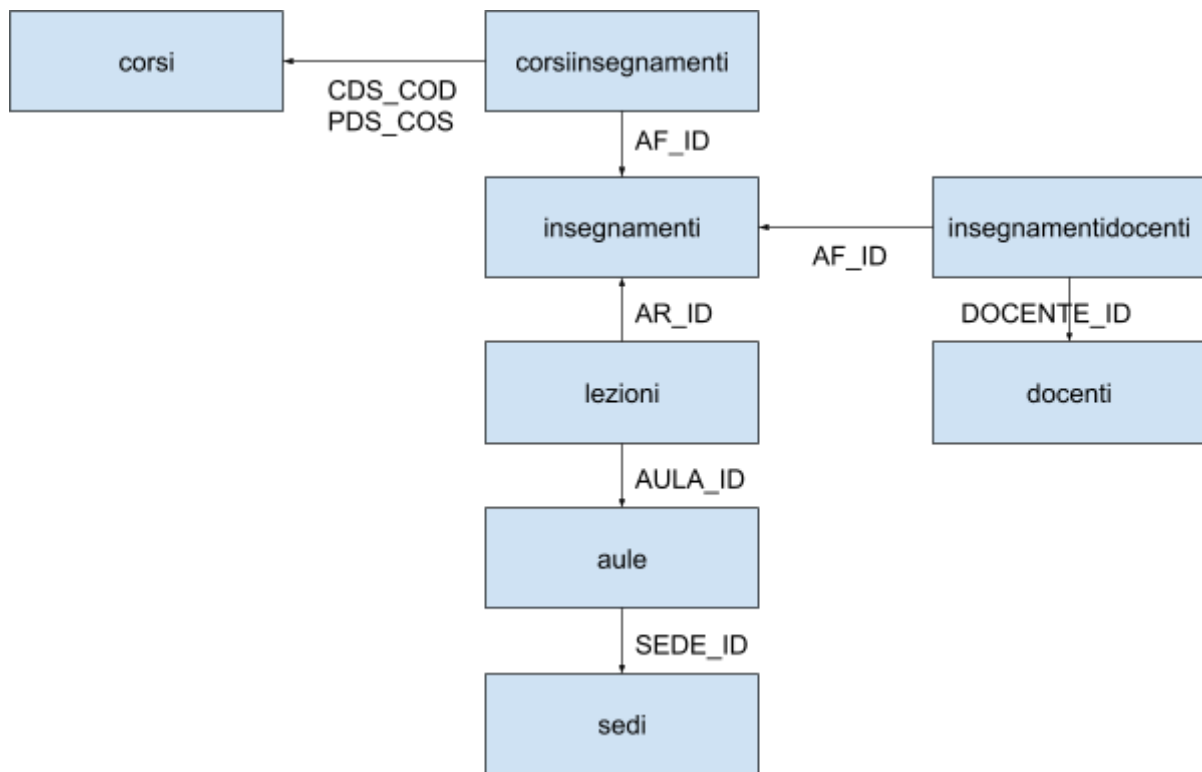 corsi
corsiinsegnamenti
CDS_COD
PDS_COS
AF_ID
insegnamenti
insegnamentidocenti
AF_ID
AR_ID
DOCENTE_ID
lezioni
docenti
AULA_ID
aule
SEDE_ID
sedi